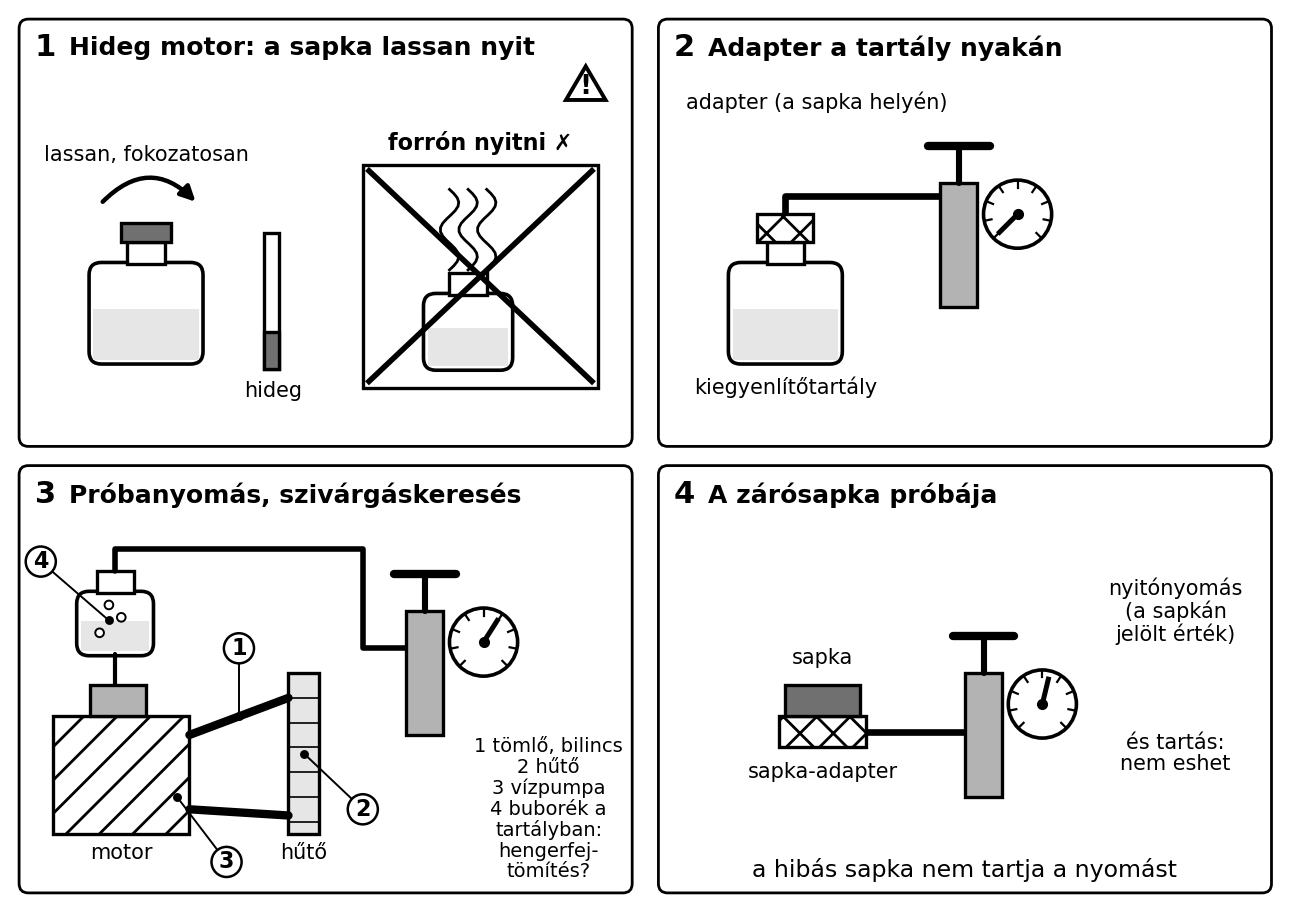 1 Hideg motor: a sapka lassan nyit
!
lassan, fokozatosan
forrón nyitni ✗
hideg
2 Adapter a tartály nyakán
adapter (a sapka helyén)
kiegyenlítőtartály
3 Próbanyomás, szivárgáskeresés
4
1
2
3
motor
hűtő
1 tömlő, bilincs
2 hűtő
3 vízpumpa
4 buborék a
tartályban:
hengerfej-
tömítés?
4 A zárósapka próbája
nyitónyomás
(a sapkán
jelölt érték)
sapka
sapka-adapter
és tartás:
nem eshet
a hibás sapka nem tartja a nyomást